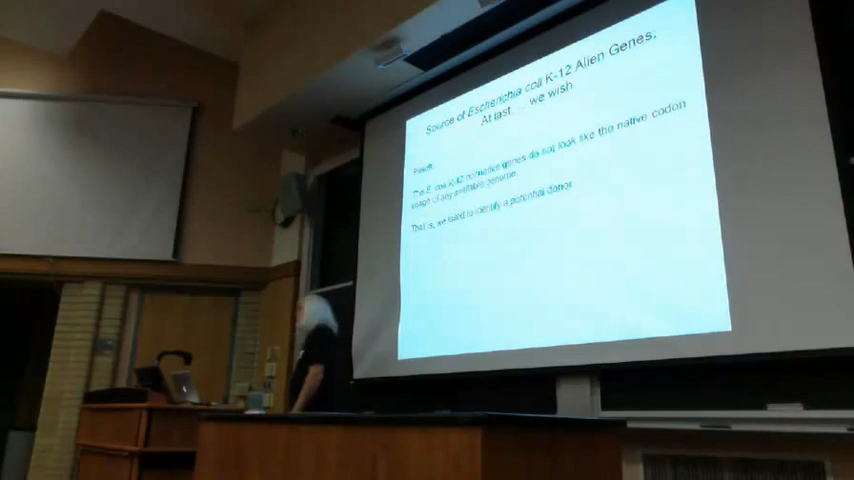 Source of Escherichia coli K-12 Alien Genes:
At last, ... we wish
Result:
The E. coli K-12 nonnative genes do not look like the native codon
usage of any available genome.
That is, we failed to identify a potential donor